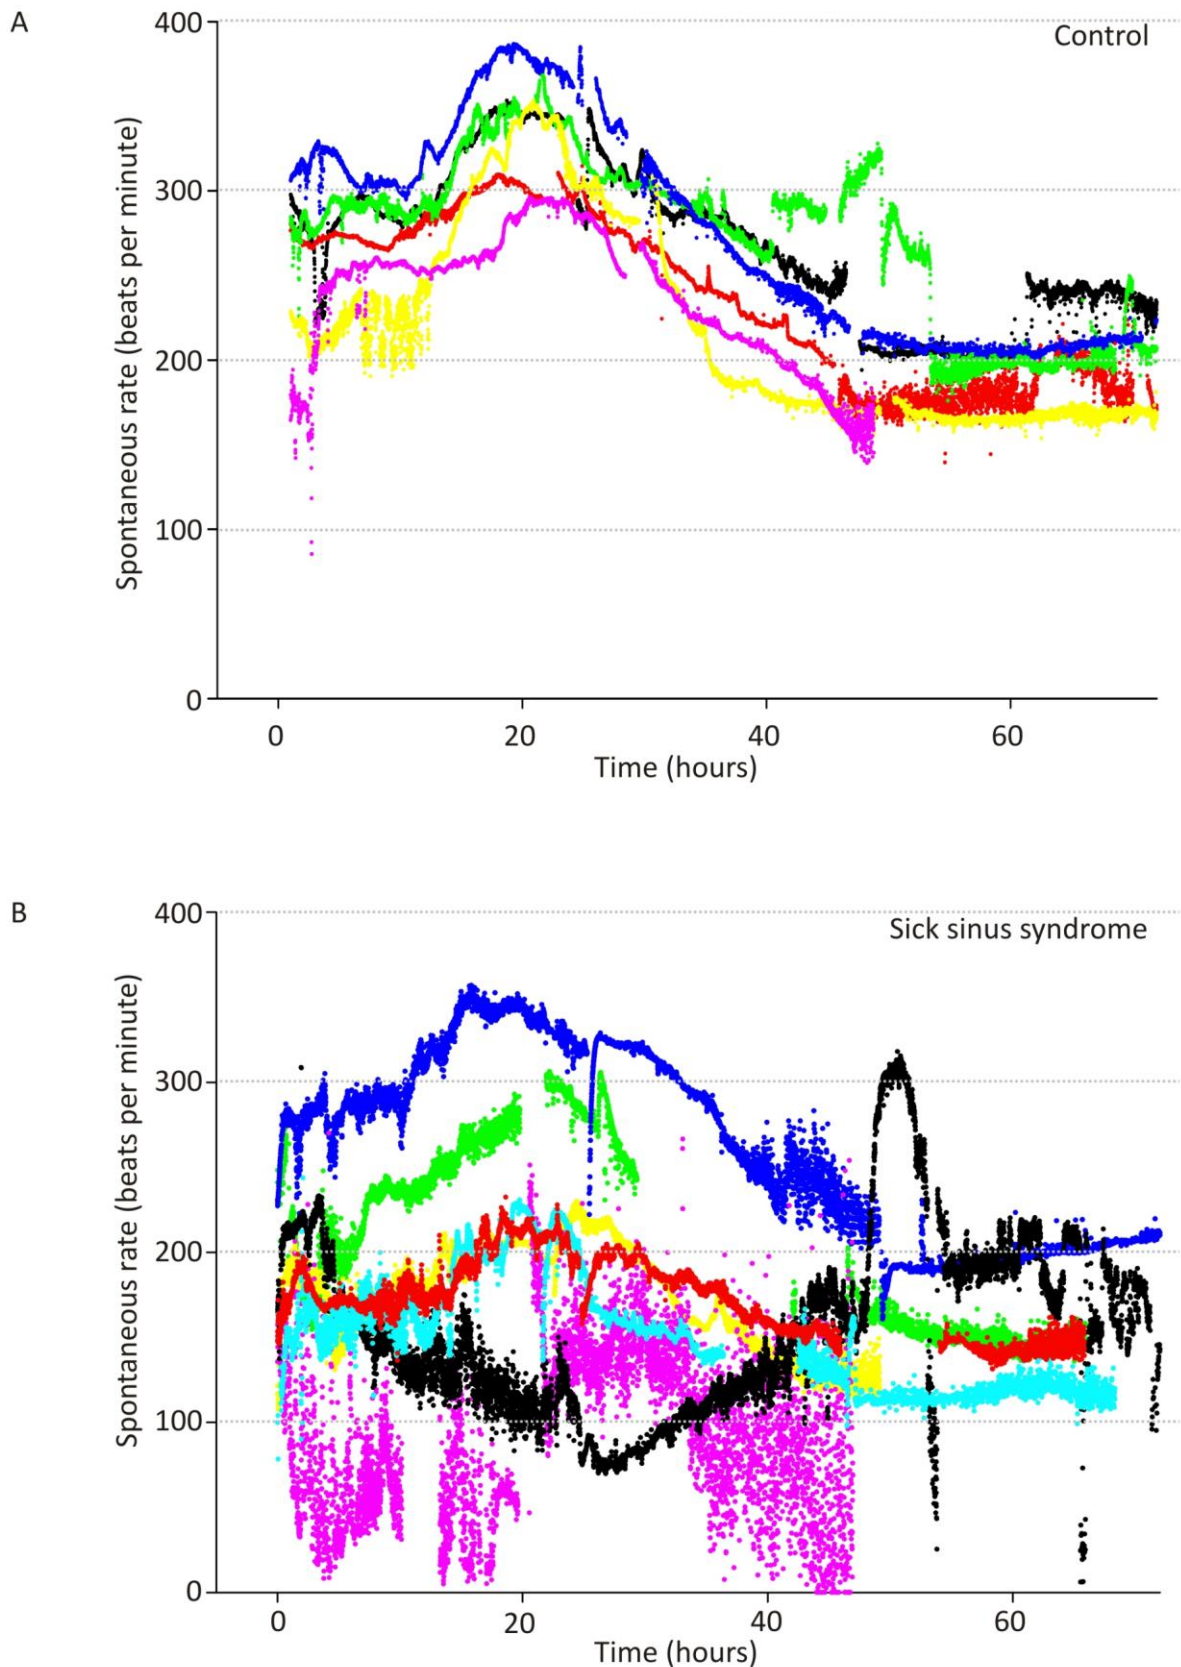 A
Control
Spontaneous rate (beats per minute)
400
300
200
100
0
0 20 40 60
Time (hours)
B
Sick sinus syndrome
Spontaneous rate (beats per minute)
400
300
200
100
0
0 20 40 60
Time (hours)